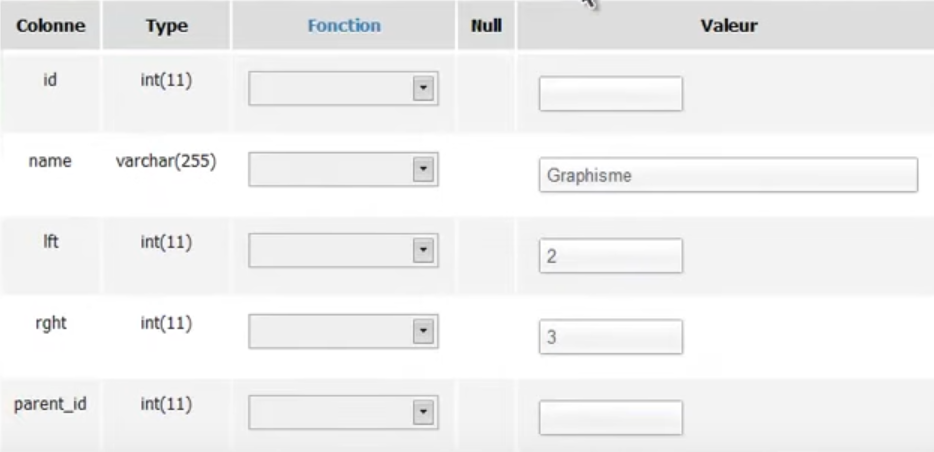 Colonne Type Fonction Null Valeur
id int(11)
name varchar(255) Graphisme
lft int(11) 2
rght int(11) 3
parent_id int(11)